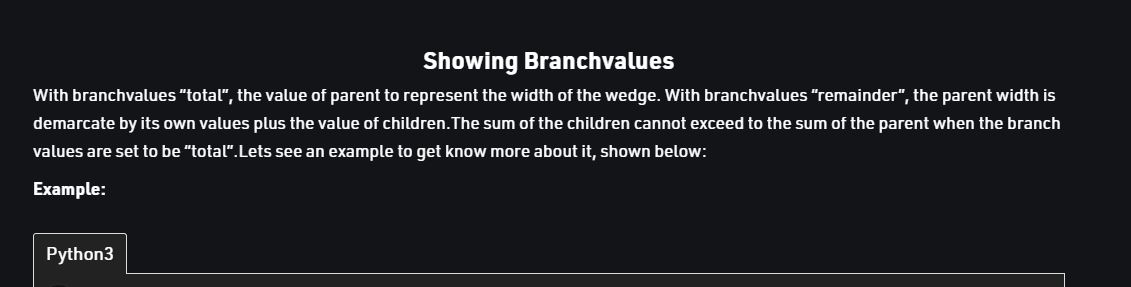 Showing Branchvalues
With branchvalues “total”, the value of parent to represent the width of the wedge. With branchvalues “remainder”, the parent width is
demarcate by its own values plus the value of children.The sum of the children cannot exceed to the sum of the parent when the branch
values are set to be “total”.Lets see an example to get know more about it, shown below:
Example:
Python3